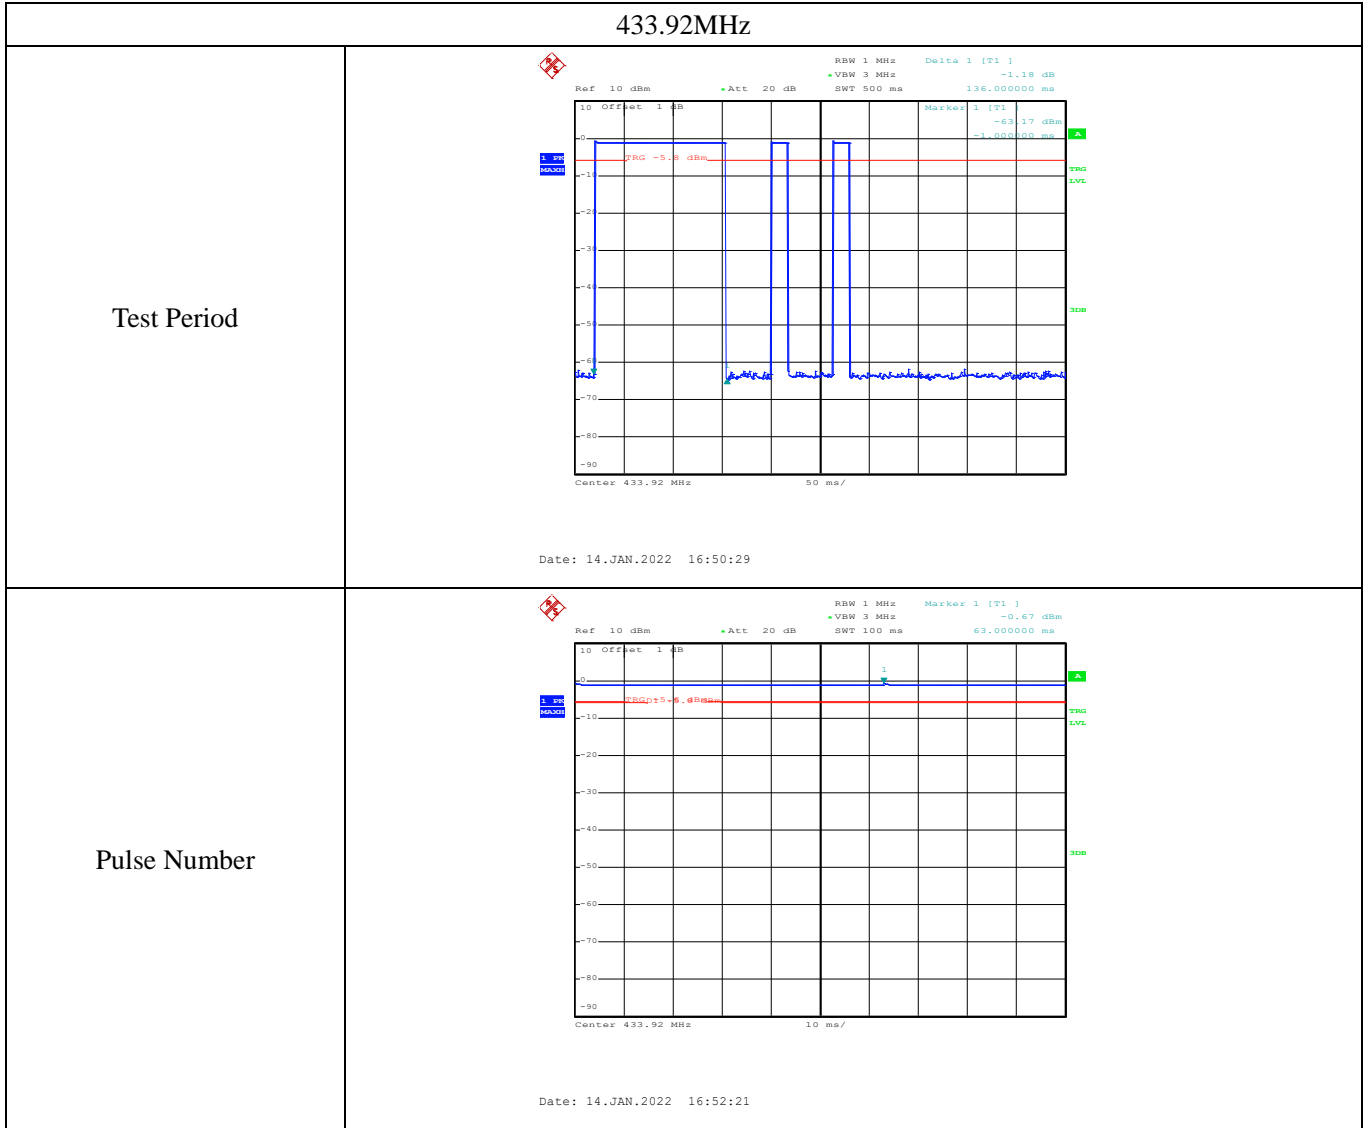 433.92MHz
Test Period
RBW 1 MHz Delta 1 [T1 ]
VBW 3 MHz -1.18 dB
Ref 10 dBm Att 20 dB SWT 500 ms 136.000000 ms
10 Offset 1 dB Marker 1 [T1 ]
-63.17 dBm
0 -1.000000 ms A
1 PK
MAXH
TRG -5.8 dBm
TRG
LVL
-10
-20
-30
-40
3DB
-50
-60
-70
-80
-90
Center 433.92 MHz 50 ms/
Date: 14.JAN.2022 16:50:29
Pulse Number
RBW 1 MHz Marker 1 [T1 ]
VBW 3 MHz -0.67 dBm
Ref 10 dBm Att 20 dB SWT 100 ms 63.000000 ms
10 Offset 1 dB
1
0 A
1 PK
MAXH
TRG
LVL
-10
-20
-30
-40
3DB
-50
-60
-70
-80
-90
Center 433.92 MHz 10 ms/
Date: 14.JAN.2022 16:52:21